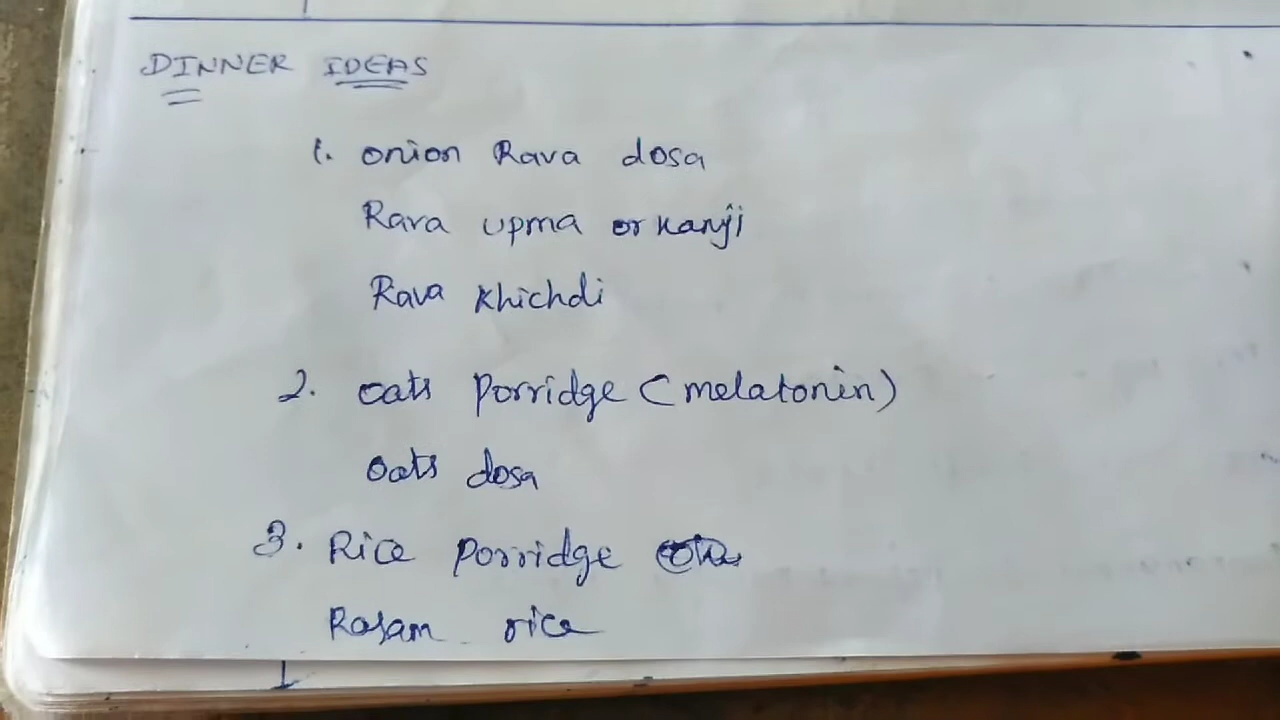 DINNER IDEAS
1. onion Rava dosa
Rava upma or kanji
Rava khichdi
2. oats Porridge (melatonin)
oats dosa
3. Rice Porridge
Rasam rice